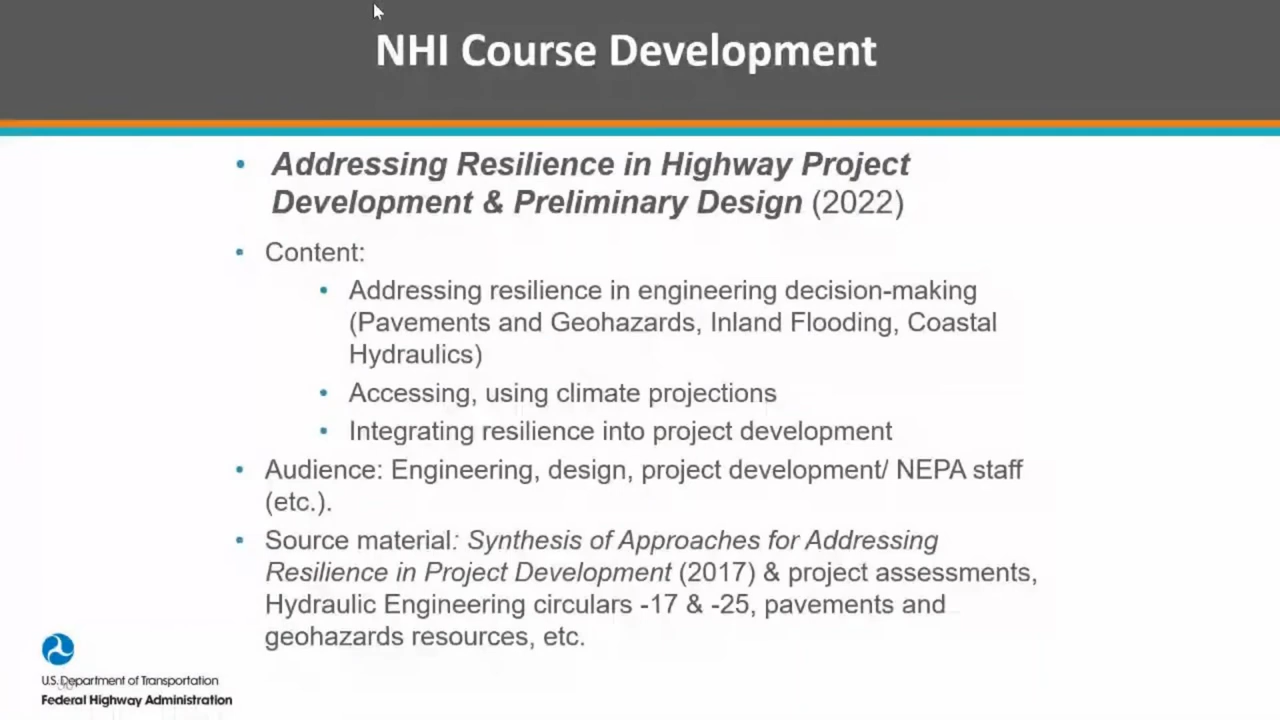 NHI Course Development
• Addressing Resilience in Highway Project
Development & Preliminary Design (2022)
• Content:
• Addressing resilience in engineering decision-making
(Pavements and Geohazards, Inland Flooding, Coastal
Hydraulics)
• Accessing, using climate projections
• Integrating resilience into project development
• Audience: Engineering, design, project development/ NEPA staff
(etc.).
• Source material: Synthesis of Approaches for Addressing
Resilience in Project Development (2017) & project assessments,
Hydraulic Engineering circulars -17 & -25, pavements and
geohazards resources, etc.
U.S. Department of Transportation
Federal Highway Administration